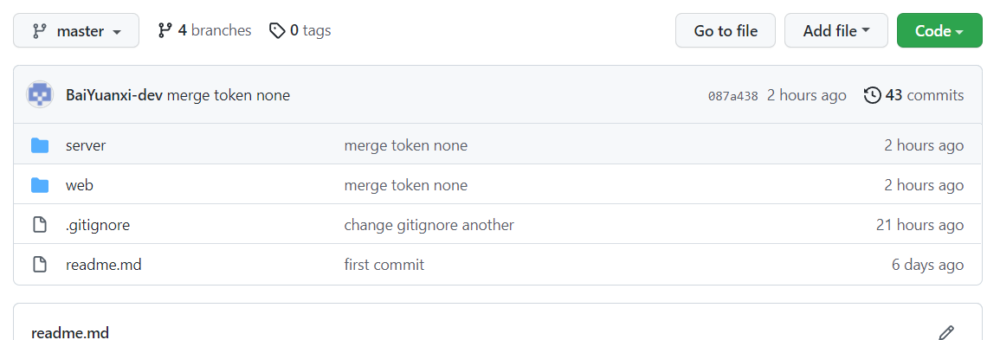 master 4 branches 0 tags Go to file Add file Code
BaiYuanxi-dev merge token none 087a438 2 hours ago 43 commits
server merge token none 2 hours ago
web merge token none 2 hours ago
.gitignore change gitignore another 21 hours ago
readme.md first commit 6 days ago
readme.md